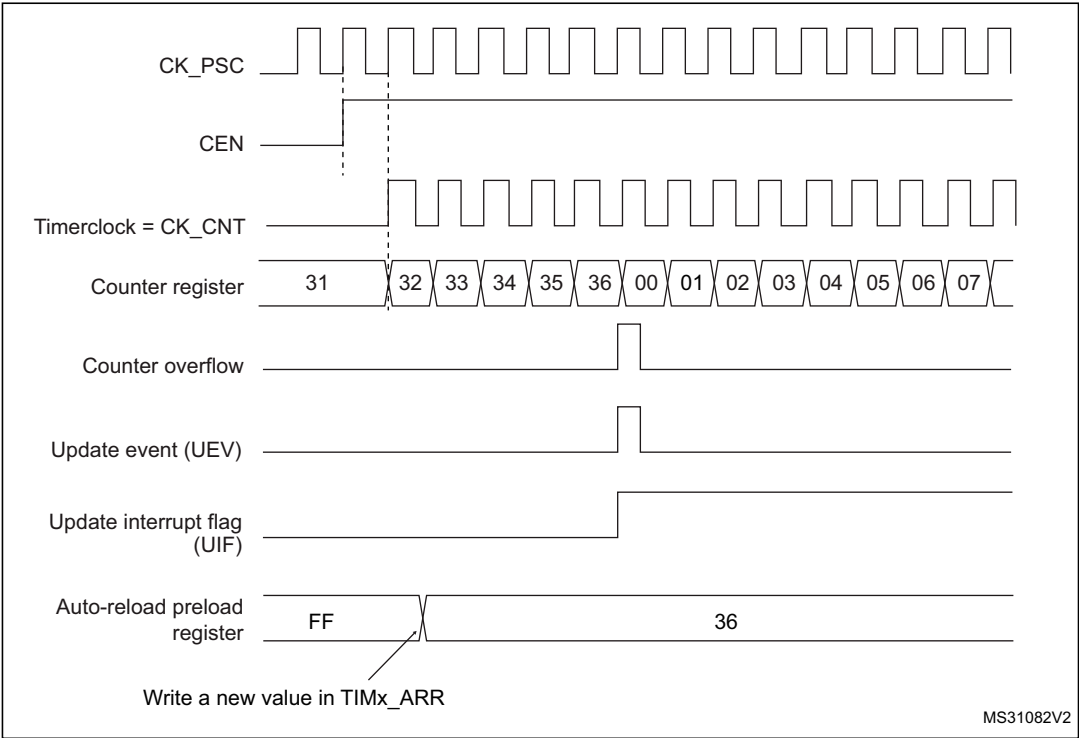 CK_PSC
CEN
Timerclock = CK_CNT
Counter register
31 32 33 34 35 36 00 01 02 03 04 05 06 07
Counter overflow
Update event (UEV)
Update interrupt flag
(UIF)
Auto-reload preload
register
FF 36
Write a new value in TIMx_ARR
MS31082V2